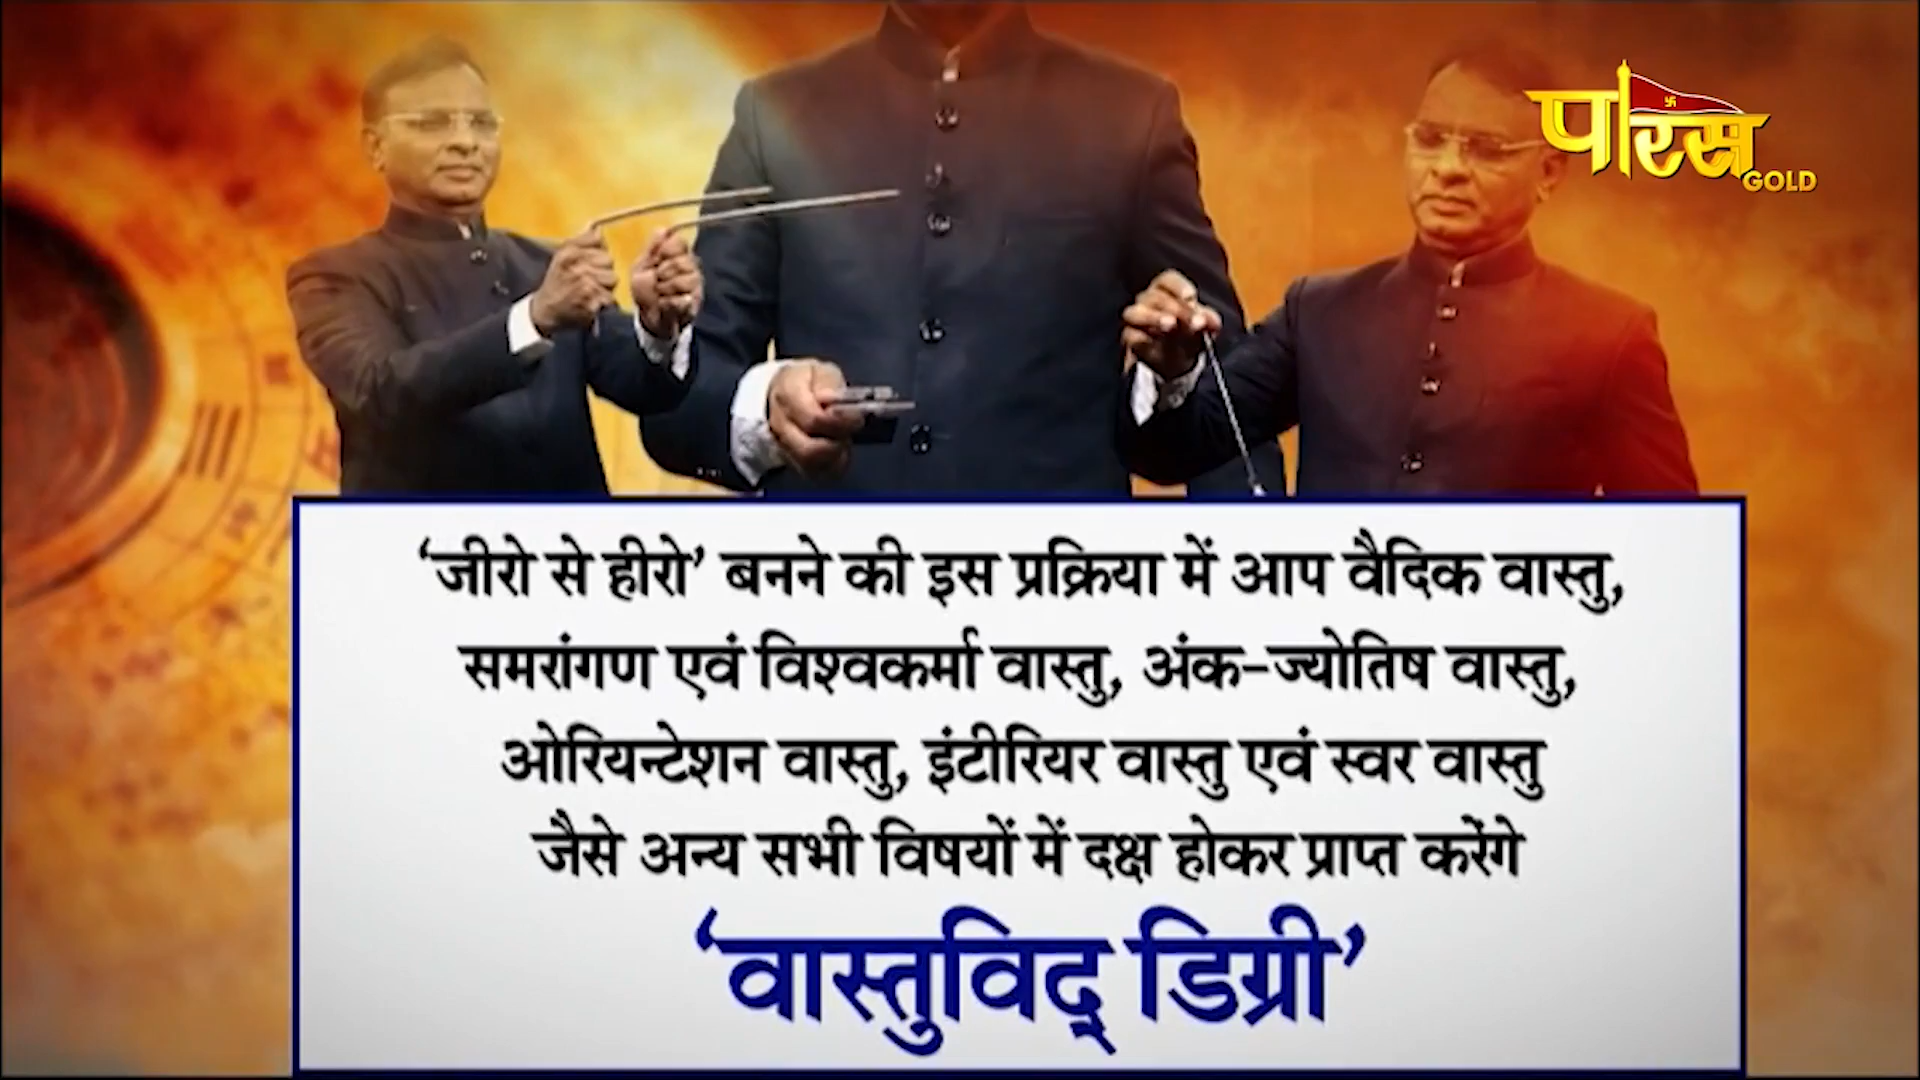 पारस
GOLD
‘जीरो से हीरो’ बनने की इस प्रक्रिया में आप वैदिक वास्तु,
समरांगण एवं विश्वकर्मा वास्तु, अंक-ज्योतिष वास्तु,
ओरियन्टेशन वास्तु, इंटीरियर वास्तु एवं स्वर वास्तु
जैसे अन्य सभी विषयों में दक्ष होकर प्राप्त करेंगे
‘वास्तुविद् डिग्री’